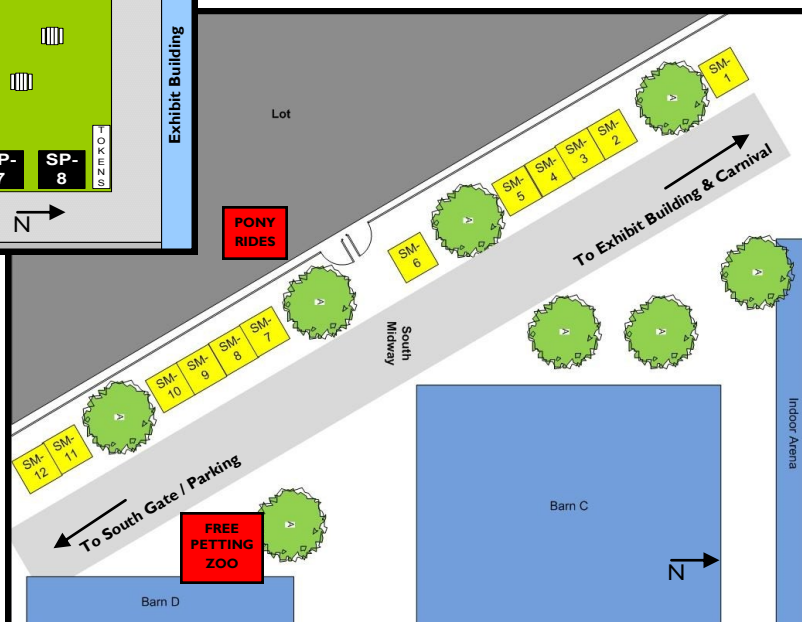 Exhibit Building
TOKENS
P-
7
SP-
8
N
Lot
PONY
RIDES
SM-
1
A
SM-
2
SM-
3
SM-
4
SM-
5
A
SM-
6
A
SM-
7
SM-
8
SM-
9
SM-
10
A
SM-
11
SM-
12
To Exhibit Building & Carnival
South
Midway
To South Gate / Parking
A
A
A
A
FREE
PETTING
ZOO
Barn C
Barn D
Indoor Arena
N